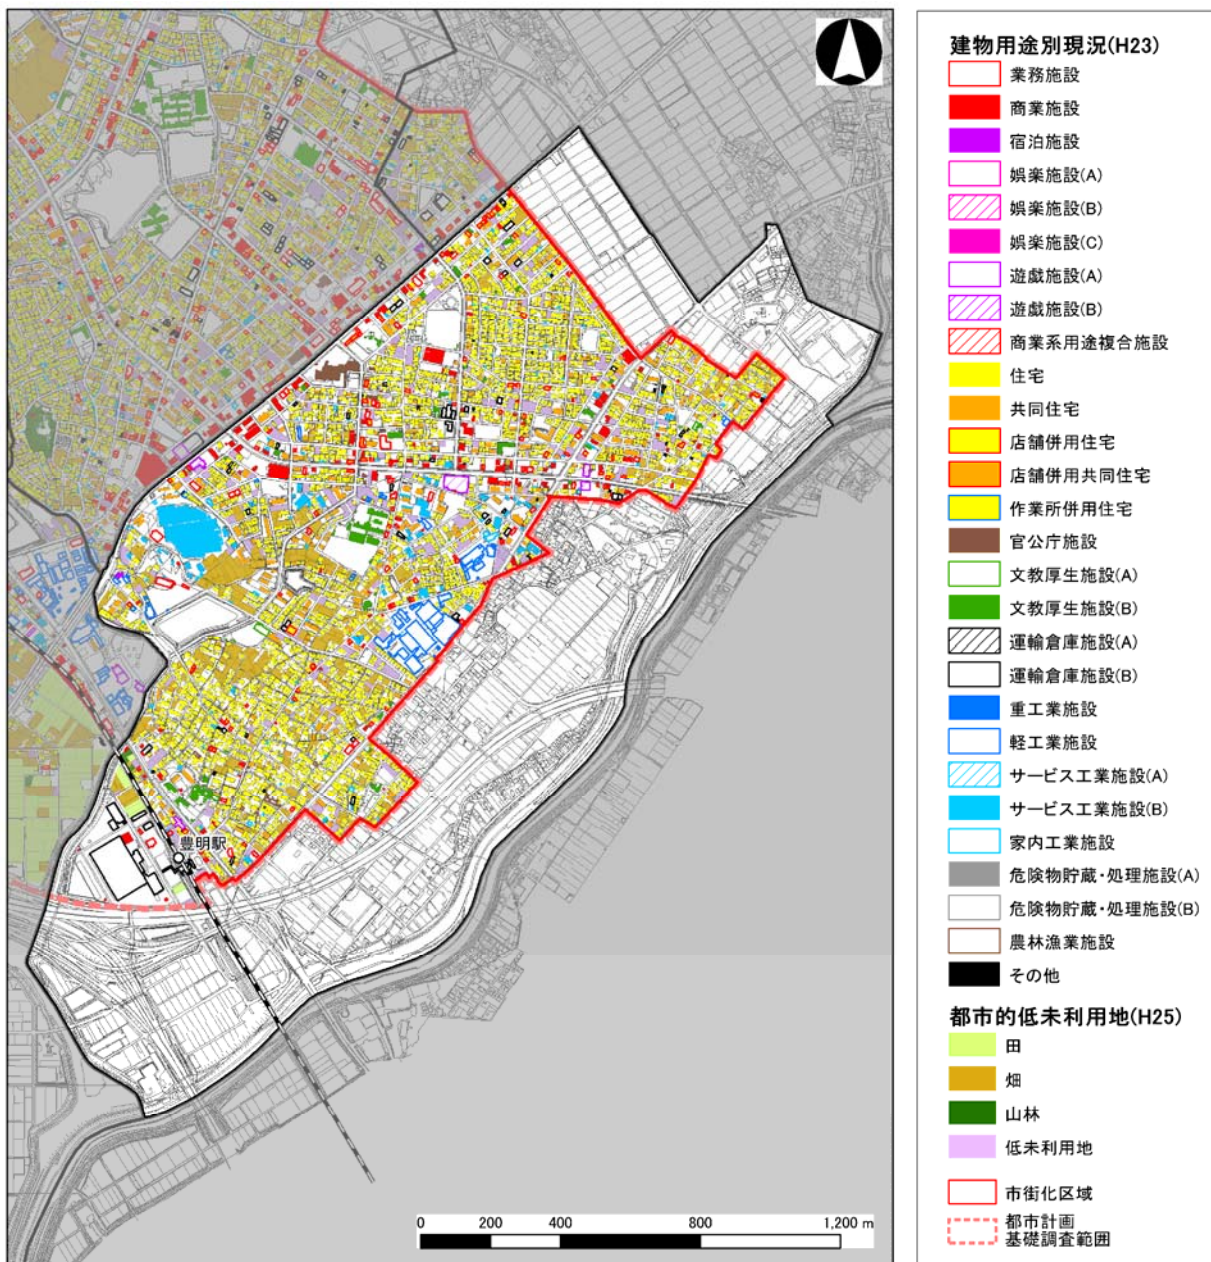 豊明駅
0 200 400 800 1,200 m
建物用途別現況(H23)
業務施設
商業施設
宿泊施設
娯楽施設(A)
娯楽施設(B)
娯楽施設(C)
遊戯施設(A)
遊戯施設(B)
商業系用途複合施設
住宅
共同住宅
店舗併用住宅
店舗併用共同住宅
作業所併用住宅
官公庁施設
文教厚生施設(A)
文教厚生施設(B)
運輸倉庫施設(A)
運輸倉庫施設(B)
重工業施設
軽工業施設
サービス工業施設(A)
サービス工業施設(B)
家内工業施設
危険物貯蔵・処理施設(A)
危険物貯蔵・処理施設(B)
農林漁業施設
その他
都市的低未利用地(H25)
田
畑
山林
低未利用地
市街化区域
都市計画
基礎調査範囲